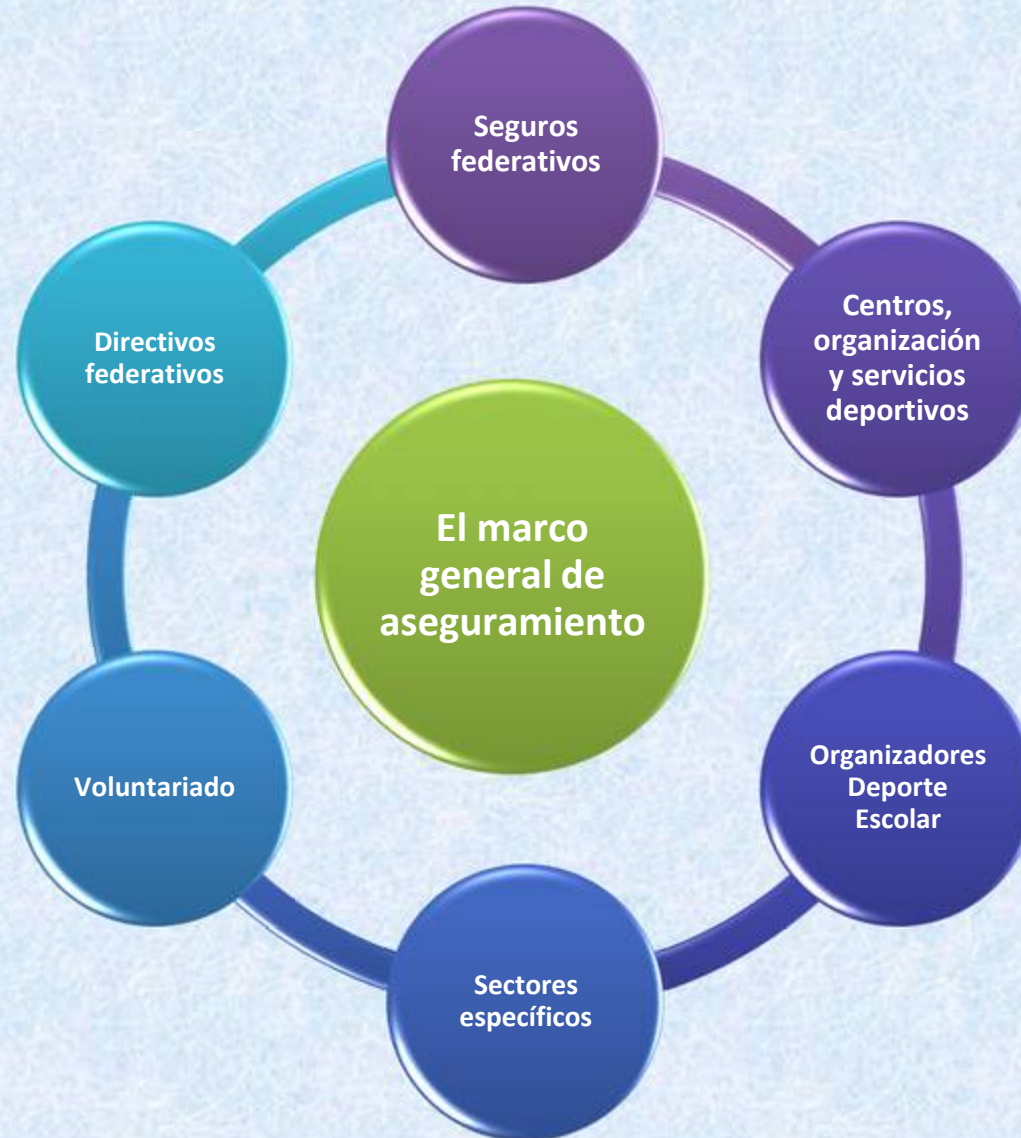 Seguros
federativos
Centros,
organización
y servicios
deportivos
Directivos
federativos
El marco
general de
aseguramiento
Organizadores
Deporte
Escolar
Voluntariado
Sectores
específicos